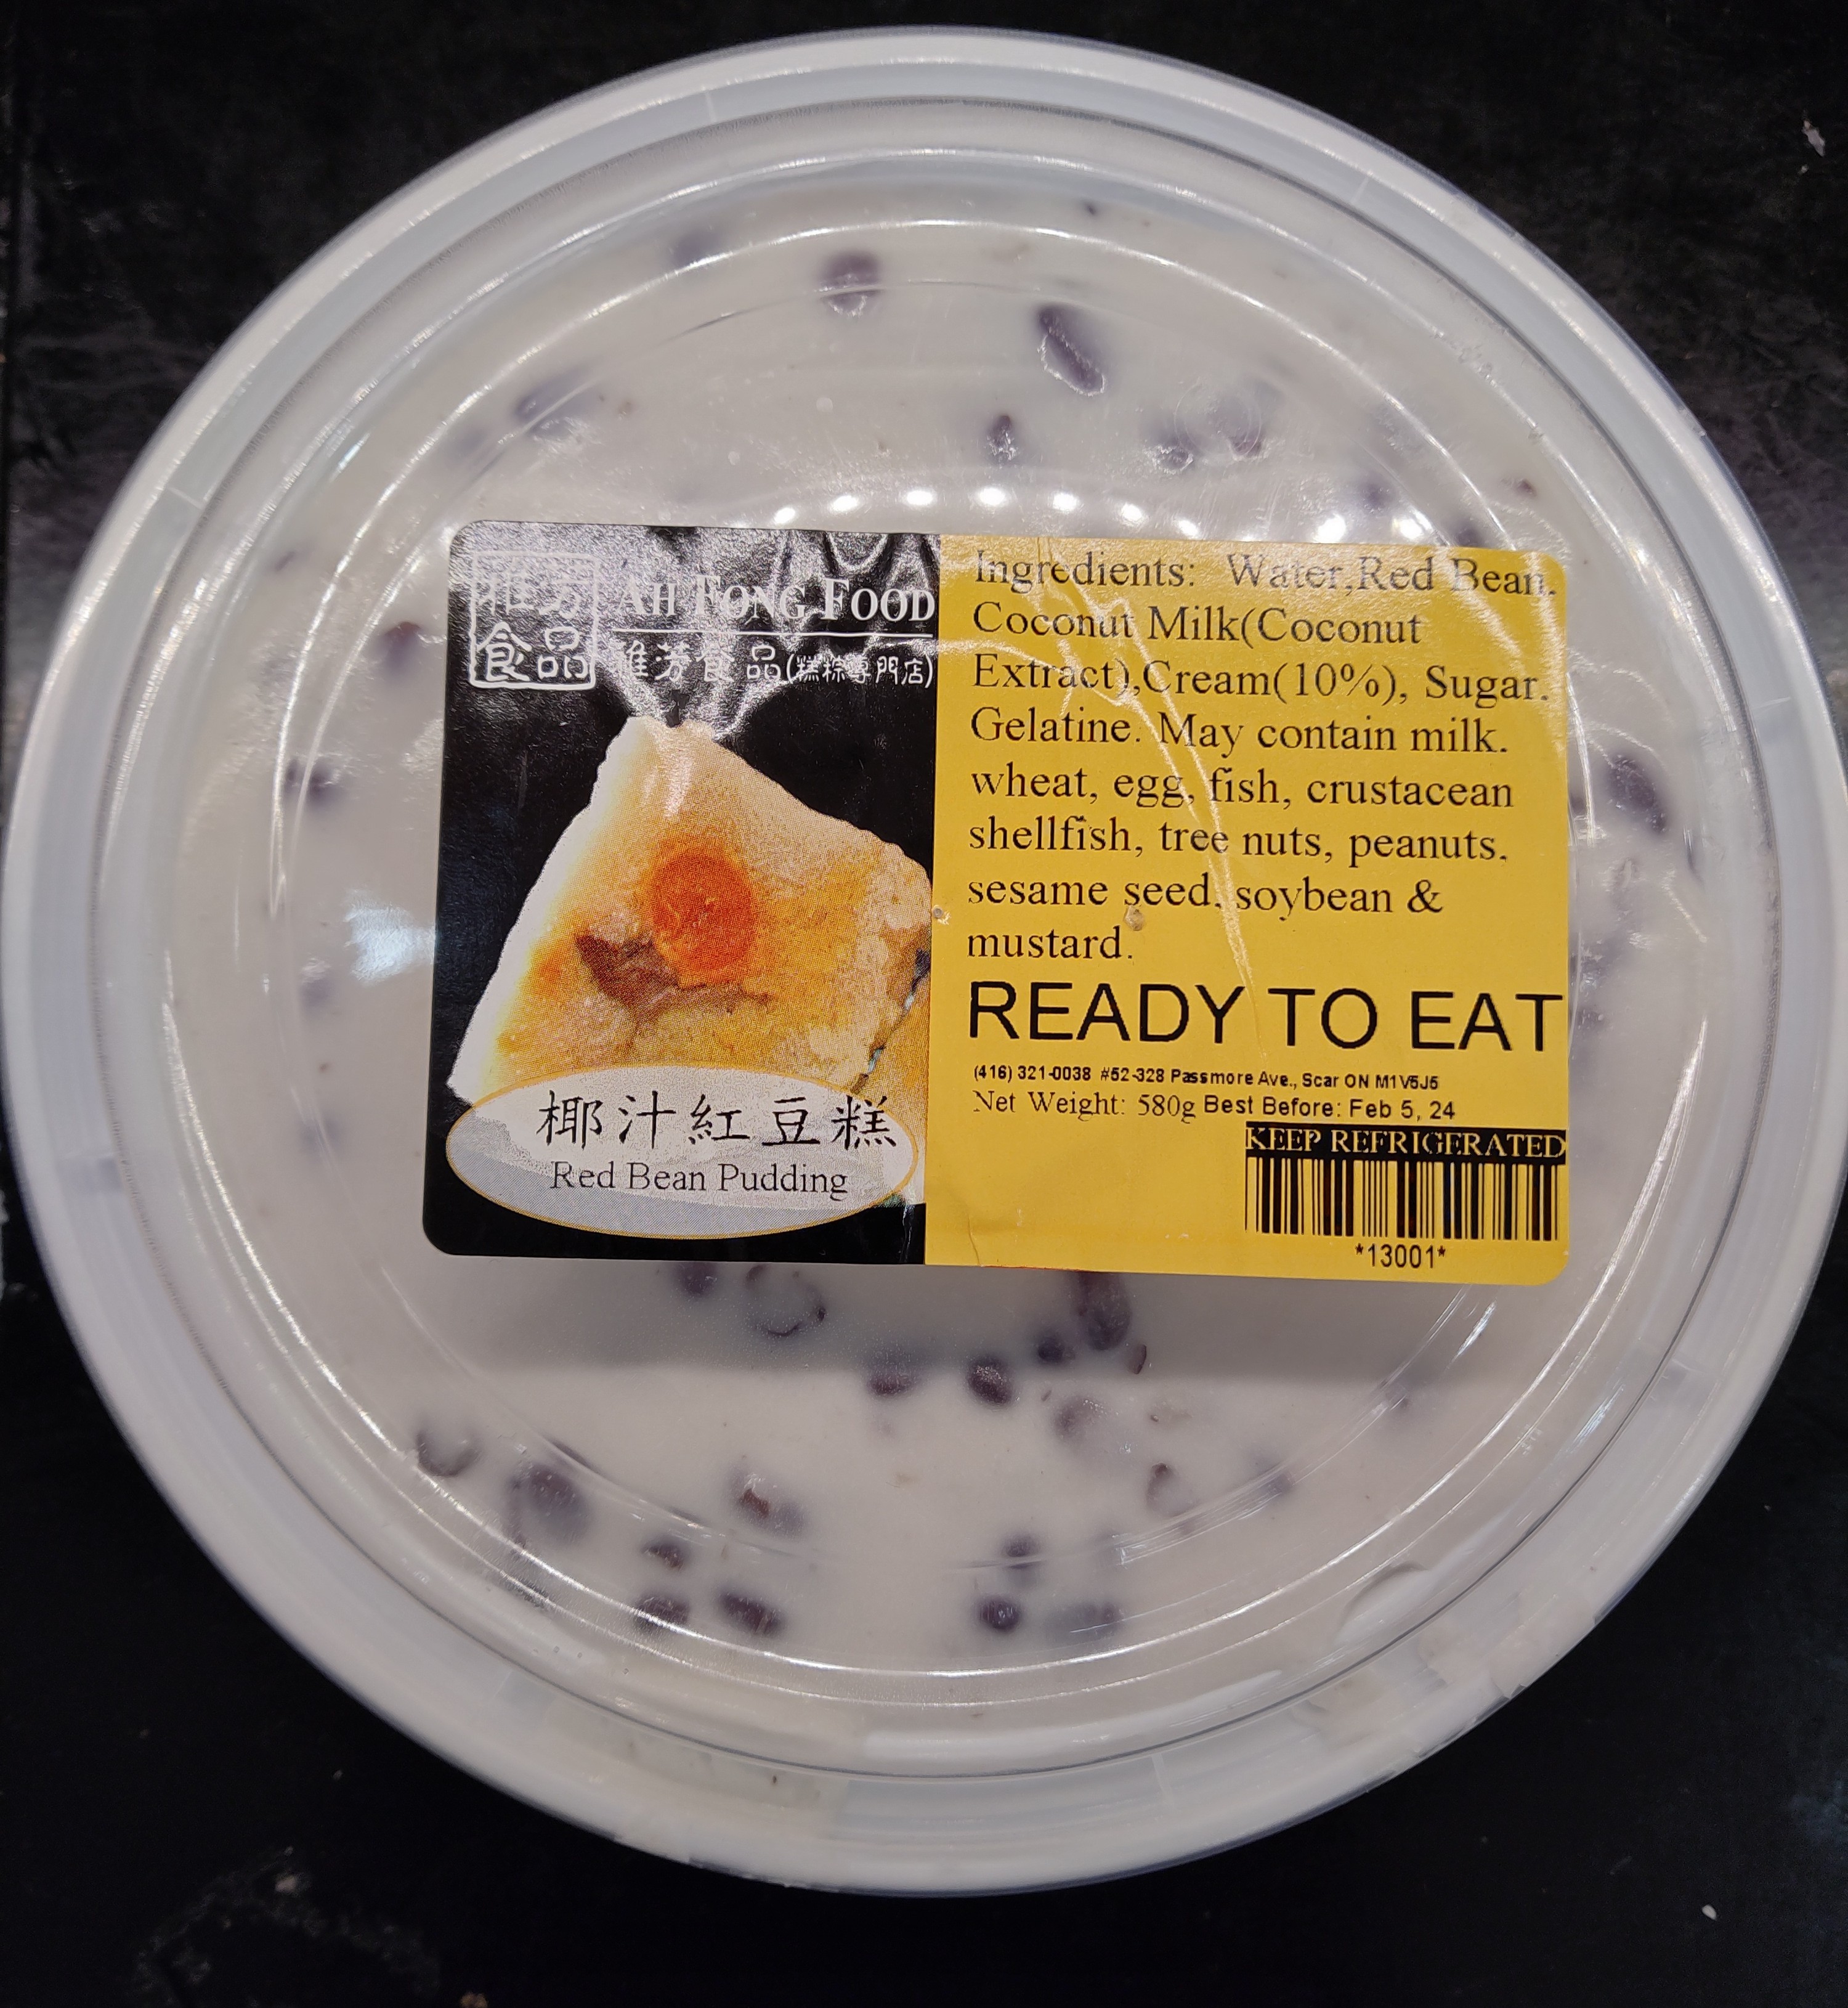 雅芳
食品
AH FONG FOOD
雅芳食品(糕粽專門店)
椰汁紅豆糕
Red Bean Pudding
Ingredients: Water,Red Bean.
Coconut Milk(Coconut
Extract),Cream(10%), Sugar.
Gelatine. May contain milk.
wheat, egg, fish, crustacean
shellfish, tree nuts, peanuts.
sesame seed. soybean &
mustard.
READY TO EAT
(416) 321-0038 #52-328 Passmore Ave., Scar ON M1V5J5
Net Weight: 580g Best Before: Feb 5, 24
KEEP REFRIGERATED
*13001*